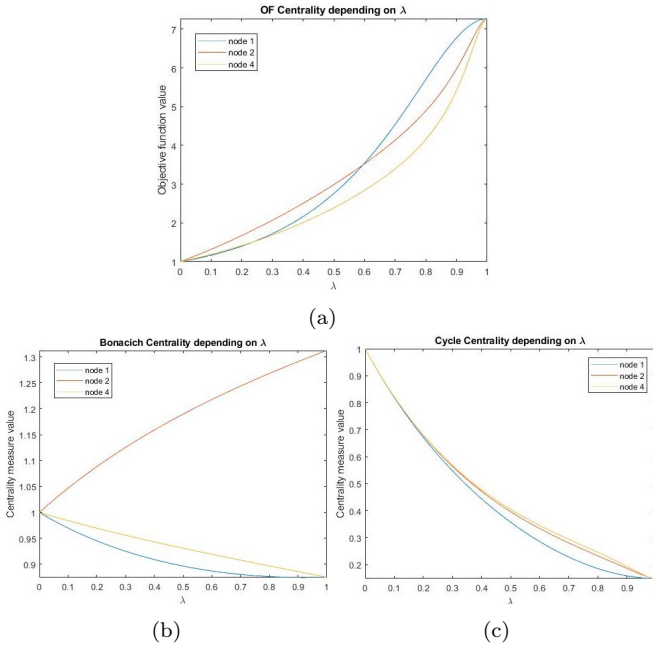 OF Centrality depending on λ
Objective function value
7
6
5
4
3
2
1
node 1
node 2
node 4
0 0.1 0.2 0.3 0.4 0.5 0.6 0.7 0.8 0.9 1
λ
(a)
Bonacich Centrality depending on λ
Centrality measure value
1.3
1.25
1.2
1.15
1.1
1.05
1
0.95
0.9
node 1
node 2
node 4
0 0.1 0.2 0.3 0.4 0.5 0.6 0.7 0.8 0.9 1
λ
(b)
Cycle Centrality depending on λ
Centrality measure value
1
0.9
0.8
0.7
0.6
0.5
0.4
0.3
0.2
node 1
node 2
node 4
0 0.1 0.2 0.3 0.4 0.5 0.6 0.7 0.8 0.9
λ
(c)